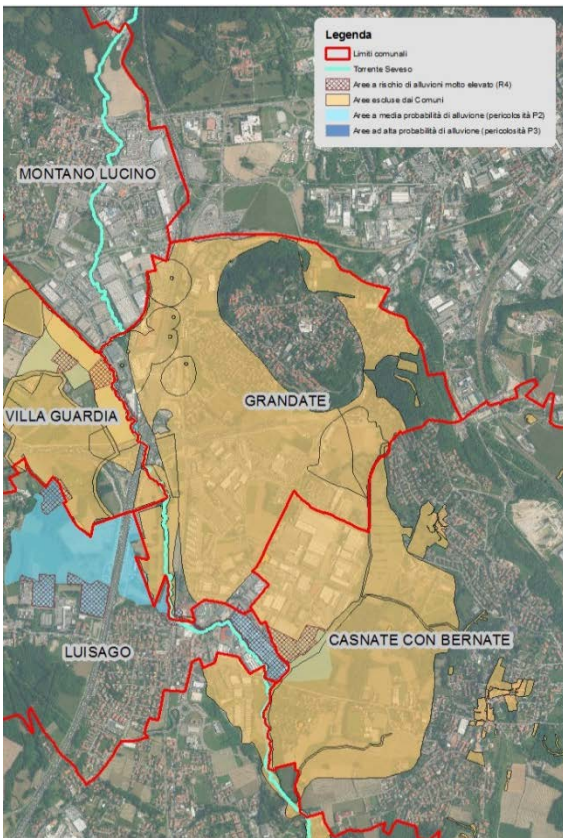 Legenda
Limiti comunali
Torrente Seveso
Aree a rischio di alluvioni molto elevato (R4)
Aree escluse dai Comuni
Aree a media probabilità di alluvione (pericolosità P2)
Aree ad alta probabilità di alluvione (pericolosità P3)
MONTANO LUCINO
GRANDATE
VILLA GUARDIA
CASNATE CON BERNATE
LUISAGO